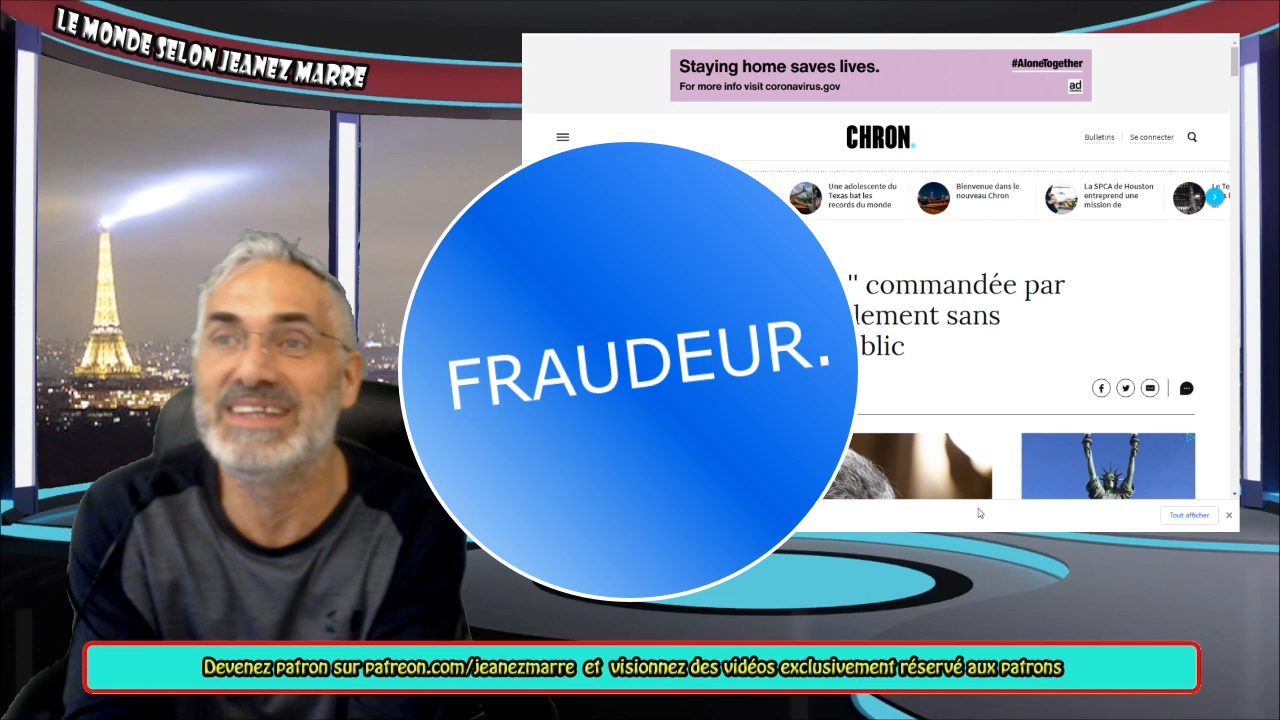 LE MONDE SELON JEANEZ MARRE
Staying home saves lives.
For more info visit coronavirus.gov
#AloneTogether
ad
CHRON.
Bulletins
Se connecter
Une adolescente du
Texas bat les
records du monde
Bienvenue dans le
nouveau Chron
La SPCA de Houston
entreprend une
mission de
" commandée par
lement sans
blic
FRAUDEUR.
Tout afficher
Devenez patron sur patreon.com/jeanezmarre et visionnez des vidéos exclusivement réservé aux patrons